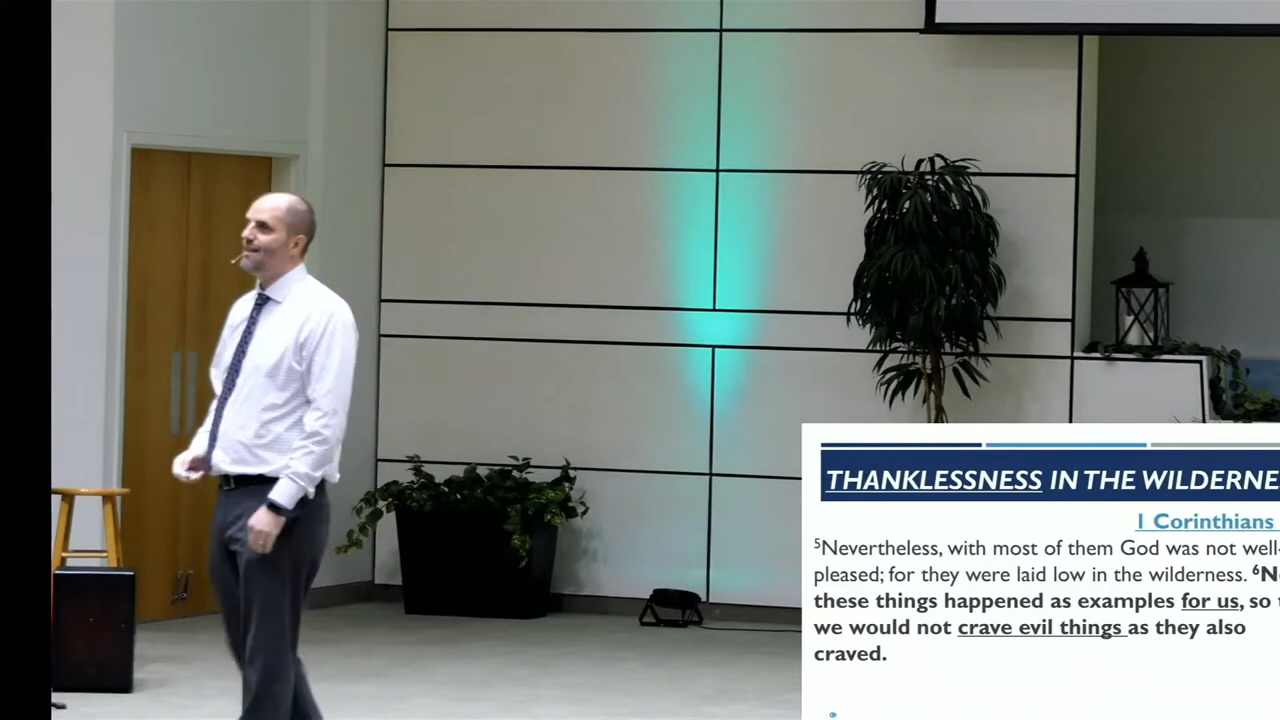 THANKLESSNESS IN THE WILDERNE
1 Corinthians
⁵Nevertheless, with most of them God was not well-
pleased; for they were laid low in the wilderness. ⁶N
these things happened as examples for us, so
we would not crave evil things as they also
craved.